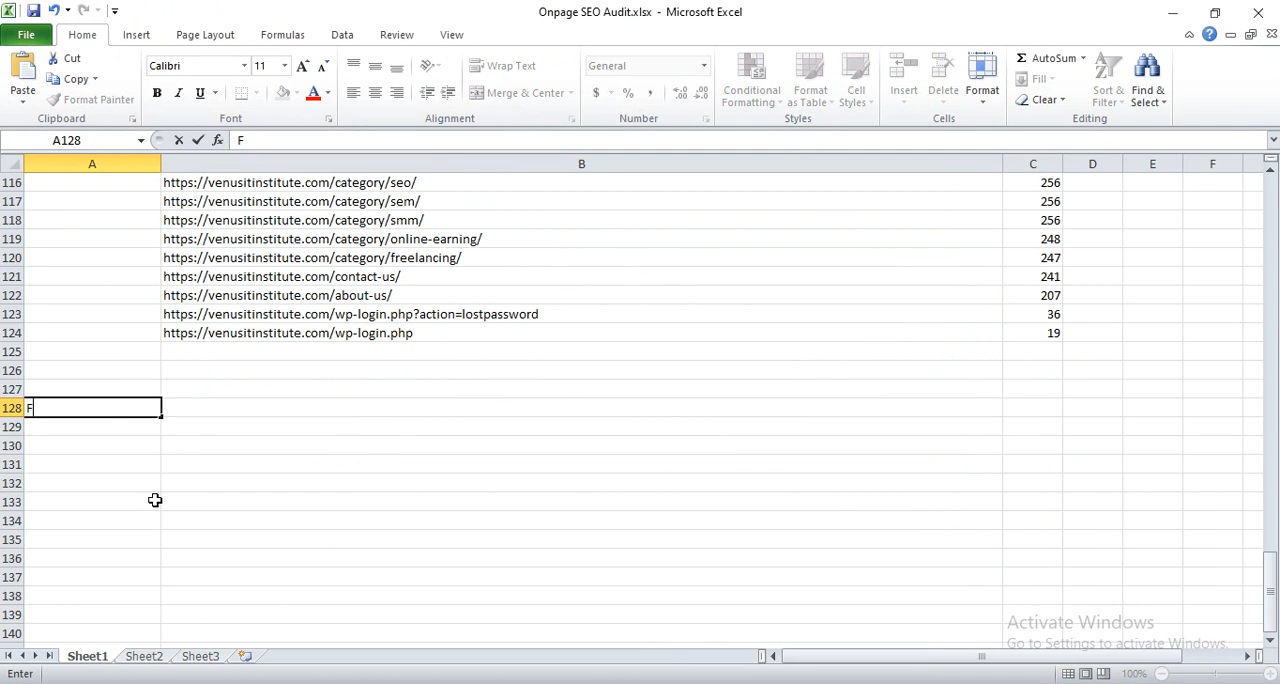 Onpage SEO Audit.xlsx - Microsoft Excel
File Home Insert Page Layout Formulas Data Review View
Paste Cut Copy Format Painter
Calibri 11
B I U A
Wrap Text
Merge & Center
General
$ % ,
Conditional Formatting Format as Table Cell Styles
Insert Delete Format
Σ AutoSum Fill Clear
Sort & Filter Find & Select
Clipboard Font Alignment Number Styles Cells Editing
A128 fx F
A B C D E F
116 https://venusitinstitute.com/category/seo/ 256
117 https://venusitinstitute.com/category/sem/ 256
118 https://venusitinstitute.com/category/smm/ 256
119 https://venusitinstitute.com/category/online-earning/ 248
120 https://venusitinstitute.com/category/freelancing/ 247
121 https://venusitinstitute.com/contact-us/ 241
122 https://venusitinstitute.com/about-us/ 207
123 https://venusitinstitute.com/wp-login.php?action=lostpassword 36
124 https://venusitinstitute.com/wp-login.php 19
125
126
127
128 F
129
130
131
132
133
134
135
136
137
138
139
140
Activate Windows
Go to Settings to activate Windows.
Sheet1 Sheet2 Sheet3
Enter 100%